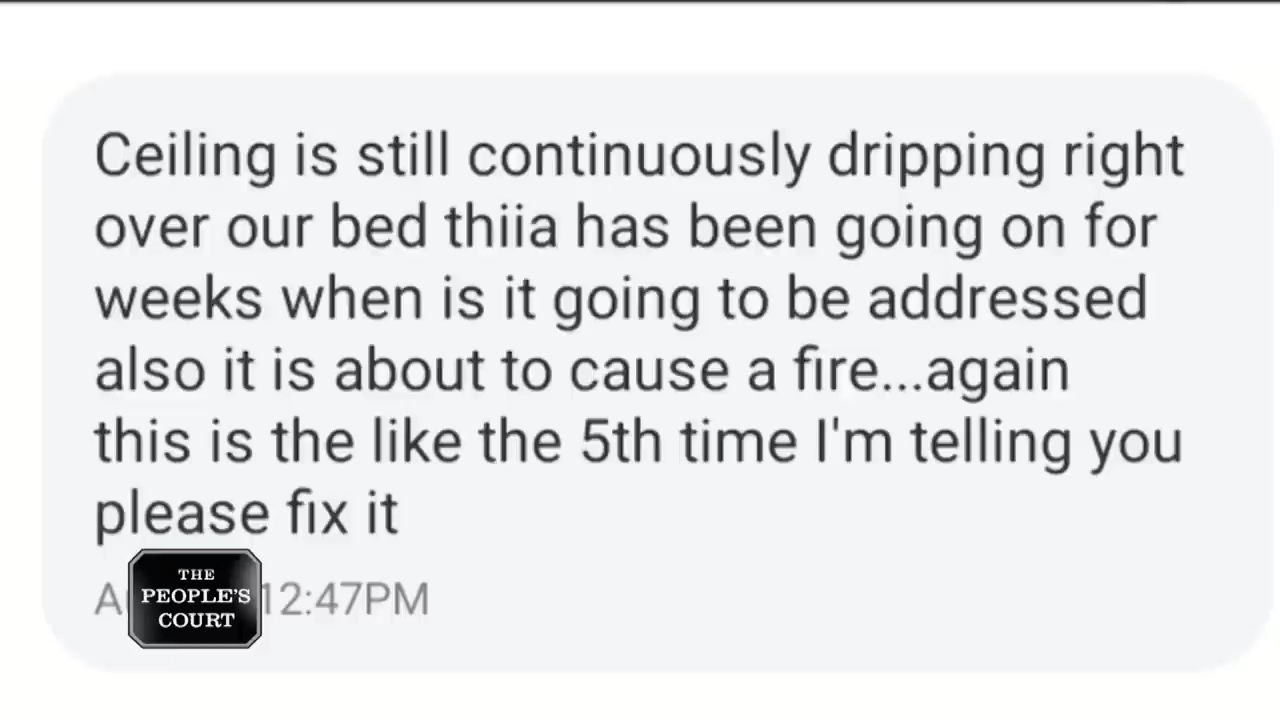 Ceiling is still continuously dripping right
over our bed thiia has been going on for
weeks when is it going to be addressed
also it is about to cause a fire...again
this is the like the 5th time I'm telling you
please fix it
12:47PM
THE
PEOPLE'S
COURT